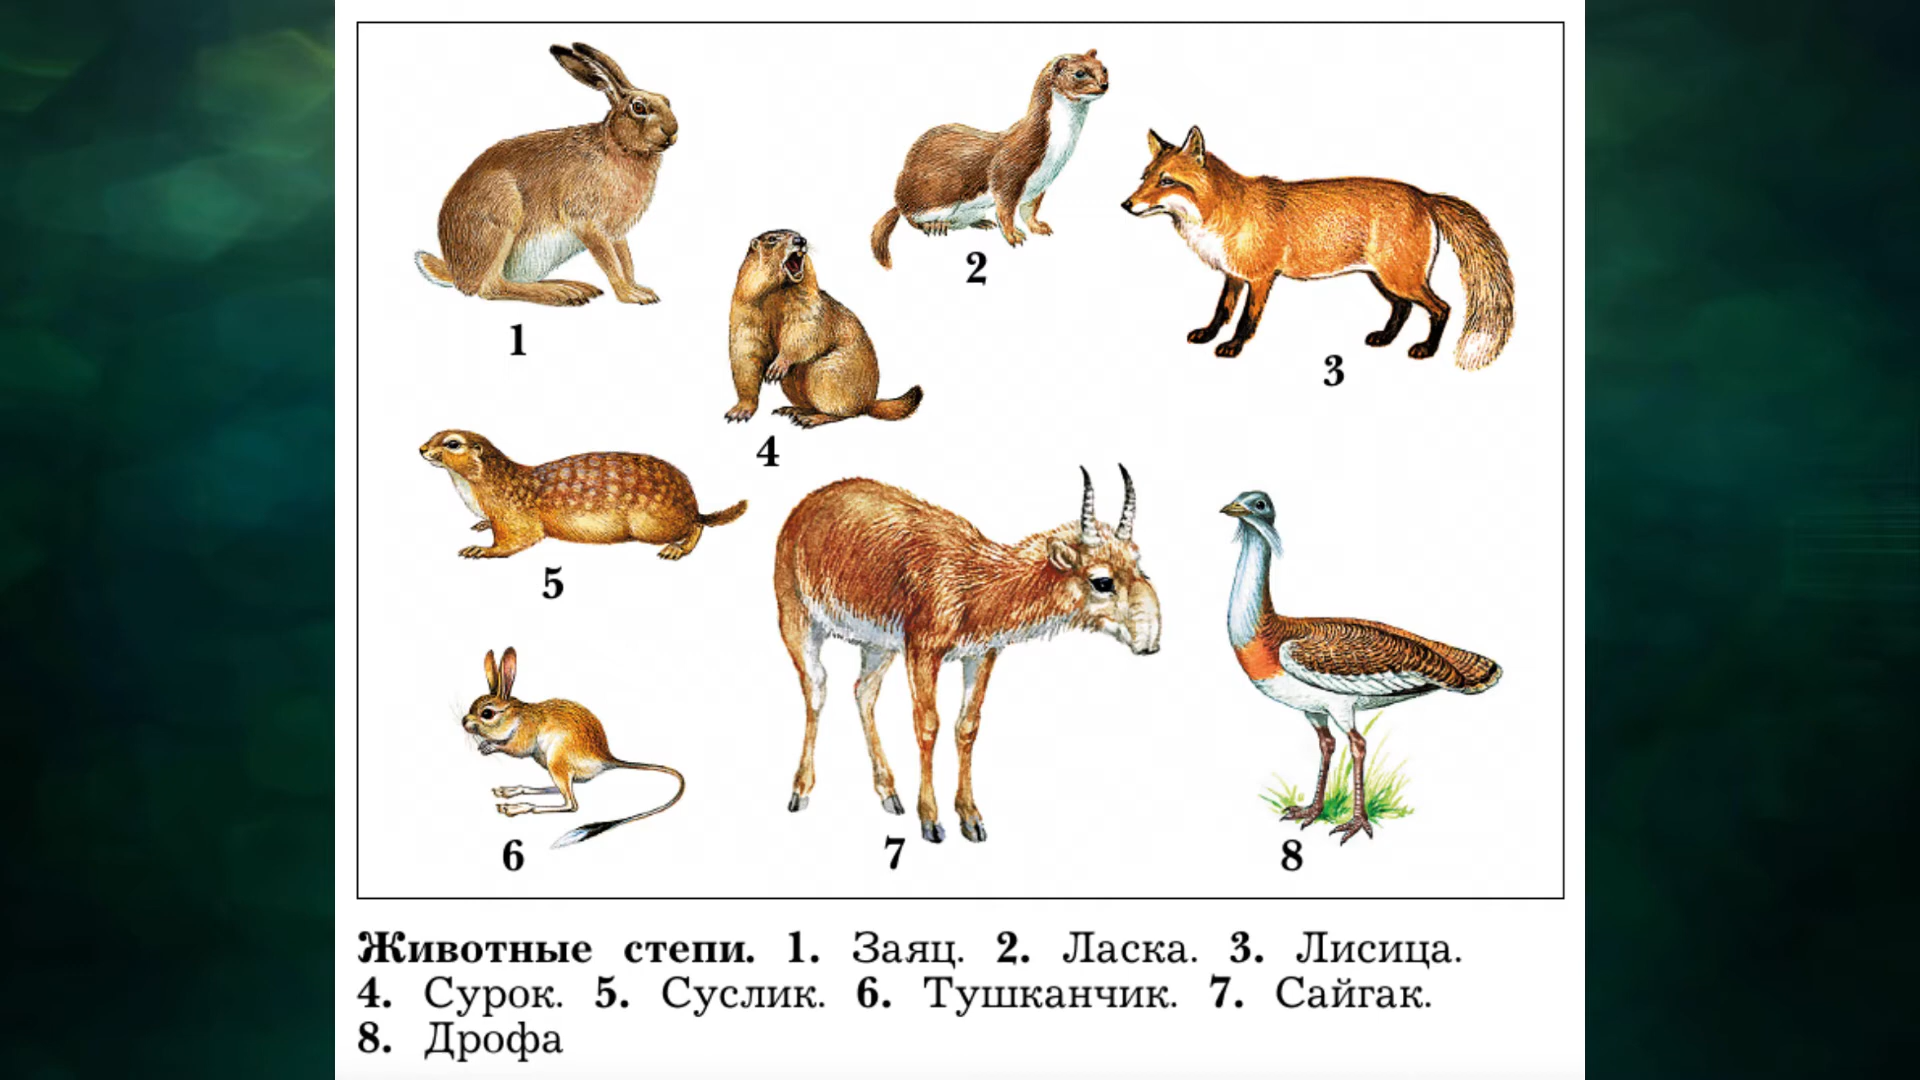 1
2
3
4
5
6
7
8
Животные степи. 1. Заяц. 2. Ласка. 3. Лисица.
4. Сурок. 5. Суслик. 6. Тушканчик. 7. Сайгак.
8. Дрофа